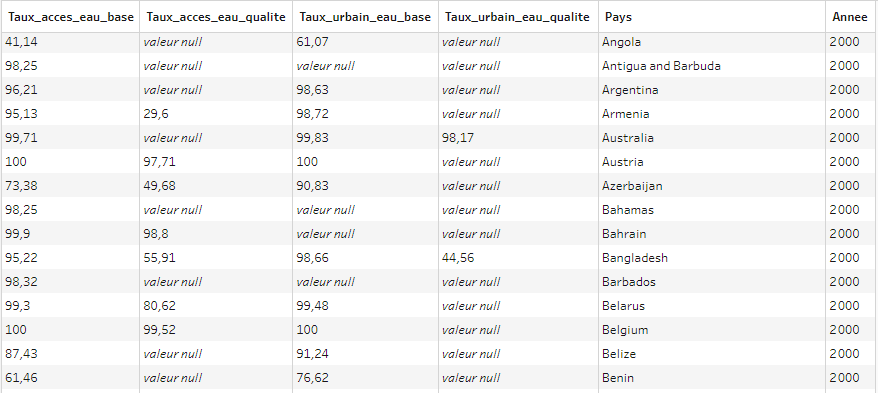 Taux_acces_eau_base Taux_acces_eau_qualite Taux_urbain_eau_base Taux_urbain_eau_qualite Pays Annee
41,14 valeur null 61,07 valeur null Angola 2000
98,25 valeur null valeur null valeur null Antigua and Barbuda 2000
96,21 valeur null 98,63 valeur null Argentina 2000
95,13 29,6 98,72 valeur null Armenia 2000
99,71 valeur null 99,83 98,17 Australia 2000
100 97,71 100 valeur null Austria 2000
73,38 49,68 90,83 valeur null Azerbaijan 2000
98,25 valeur null valeur null valeur null Bahamas 2000
99,9 98,8 valeur null valeur null Bahrain 2000
95,22 55,91 98,66 44,56 Bangladesh 2000
98,32 valeur null valeur null valeur null Barbados 2000
99,3 80,62 99,48 valeur null Belarus 2000
100 99,52 100 valeur null Belgium 2000
87,43 valeur null 91,24 valeur null Belize 2000
61,46 valeur null 76,62 valeur null Benin 2000